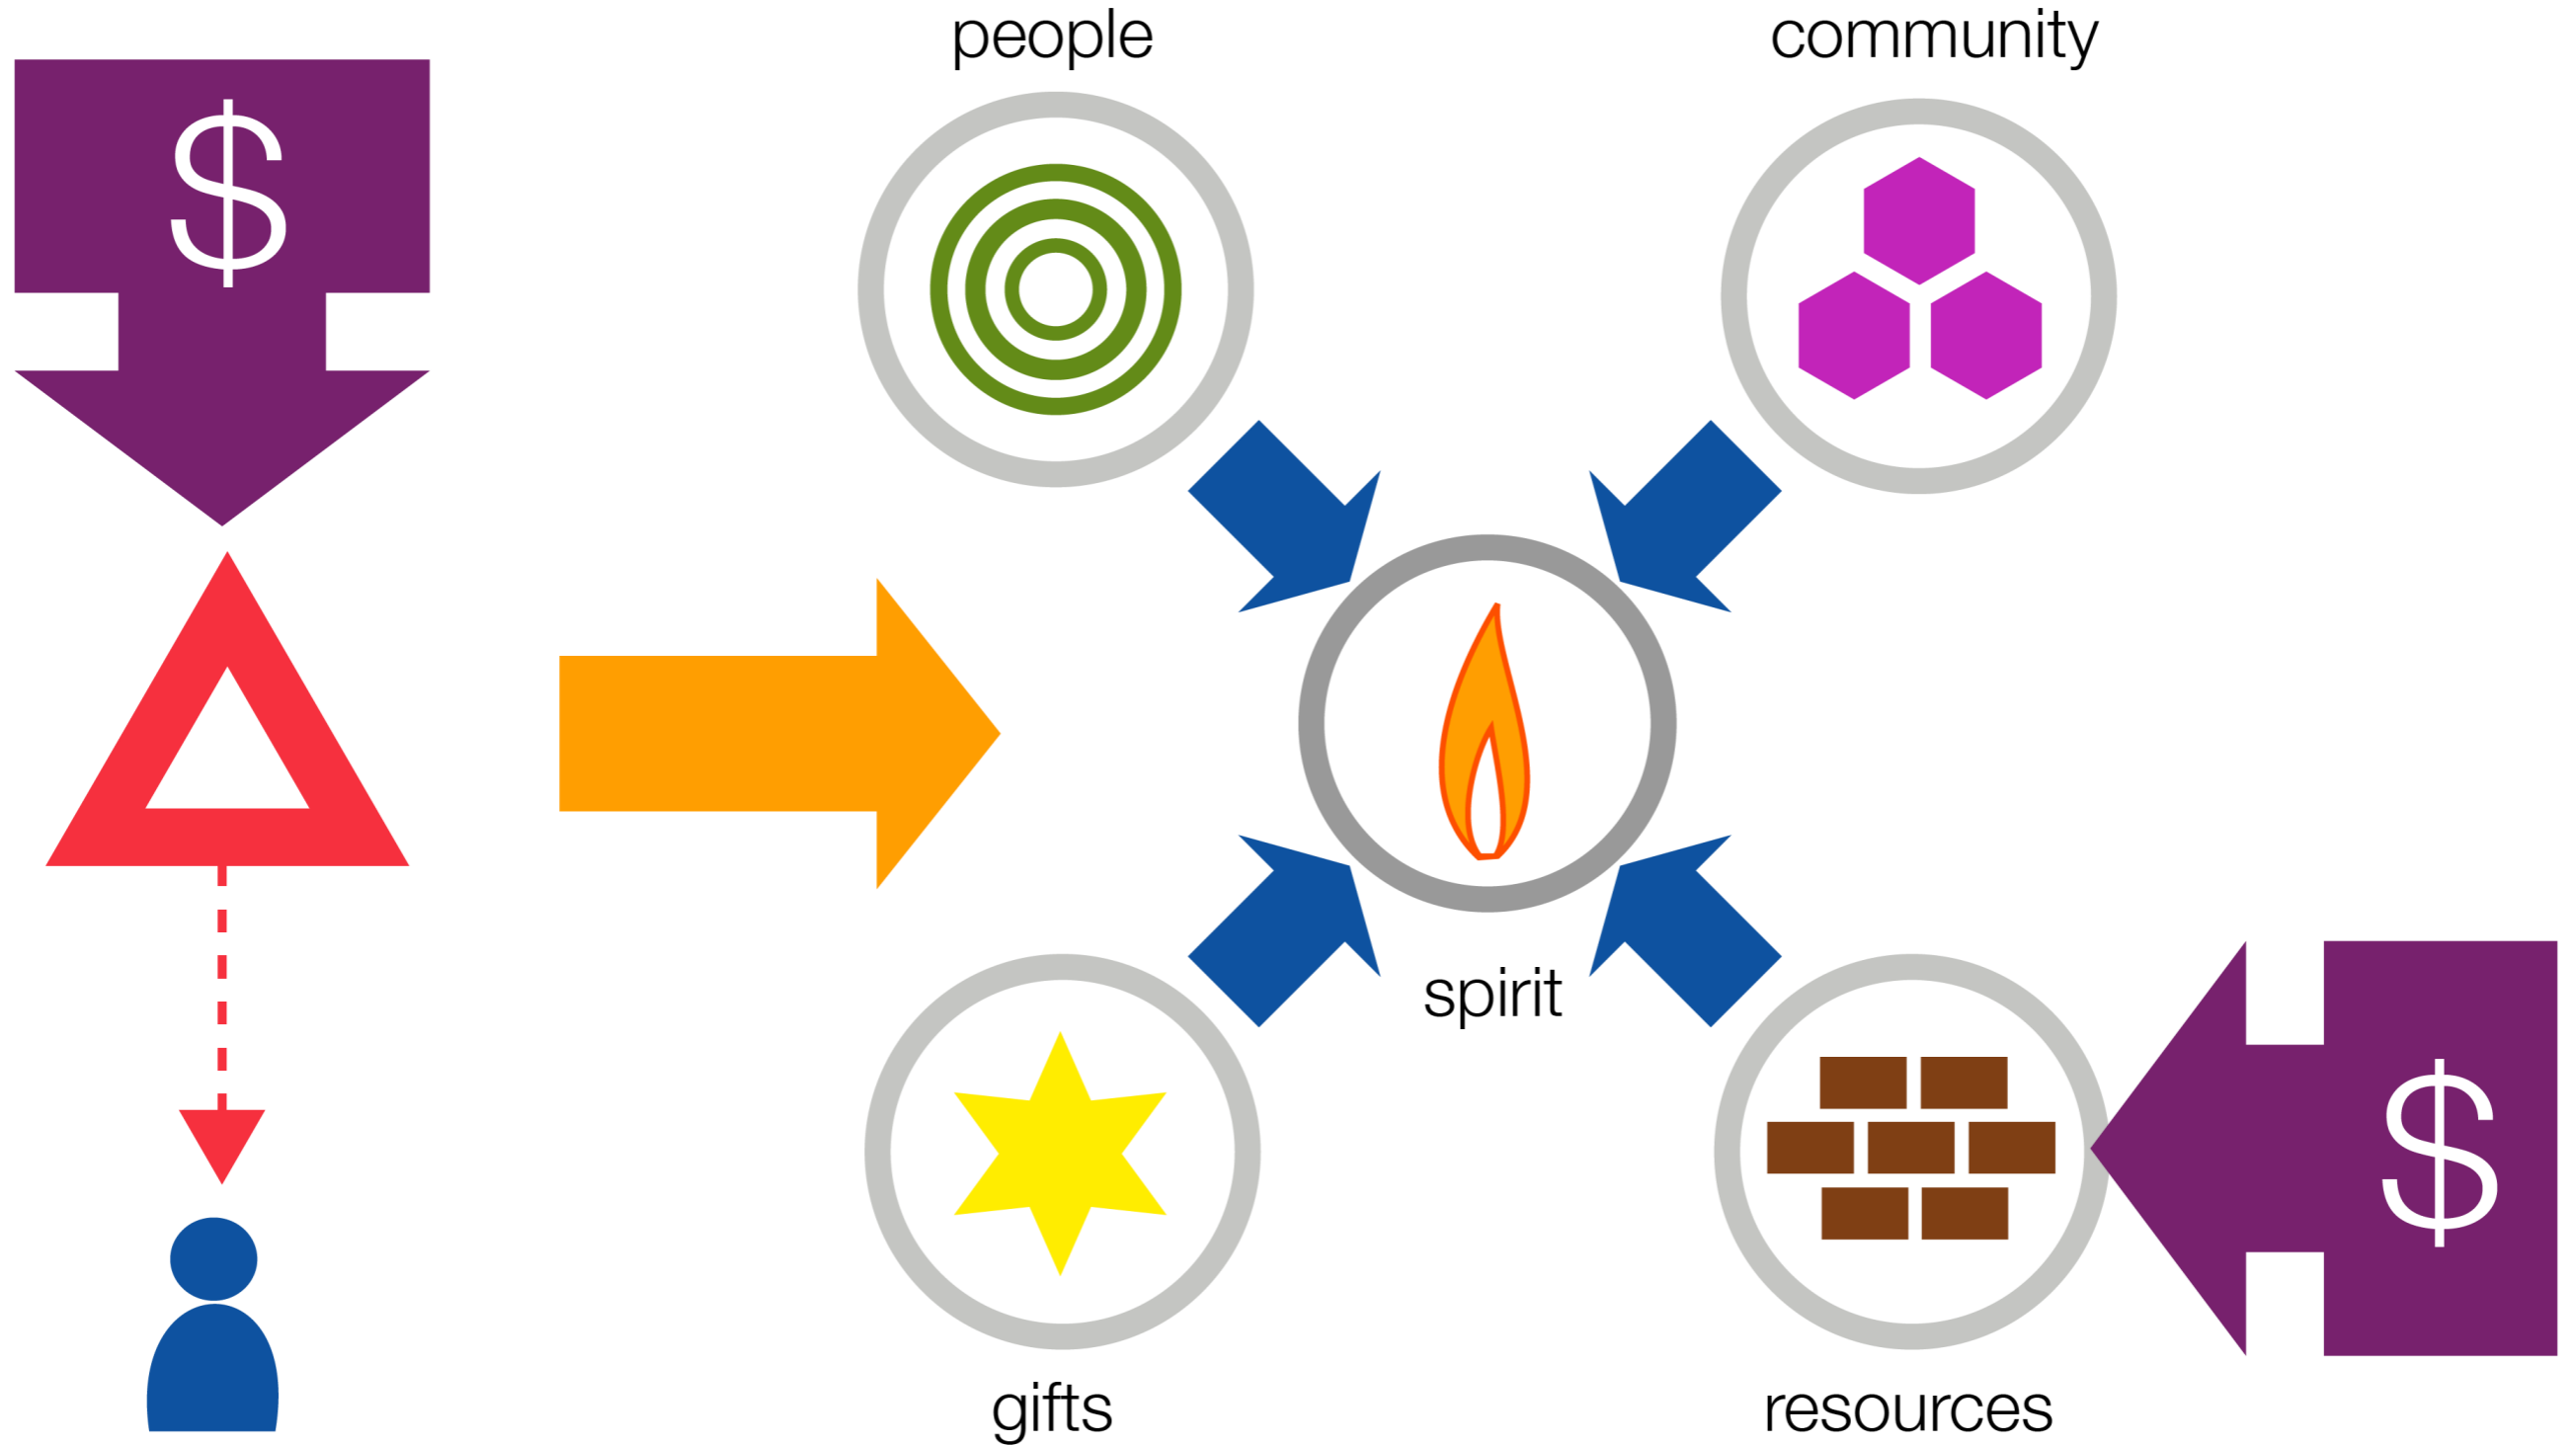 people
community
$
spirit
$
gifts
resources